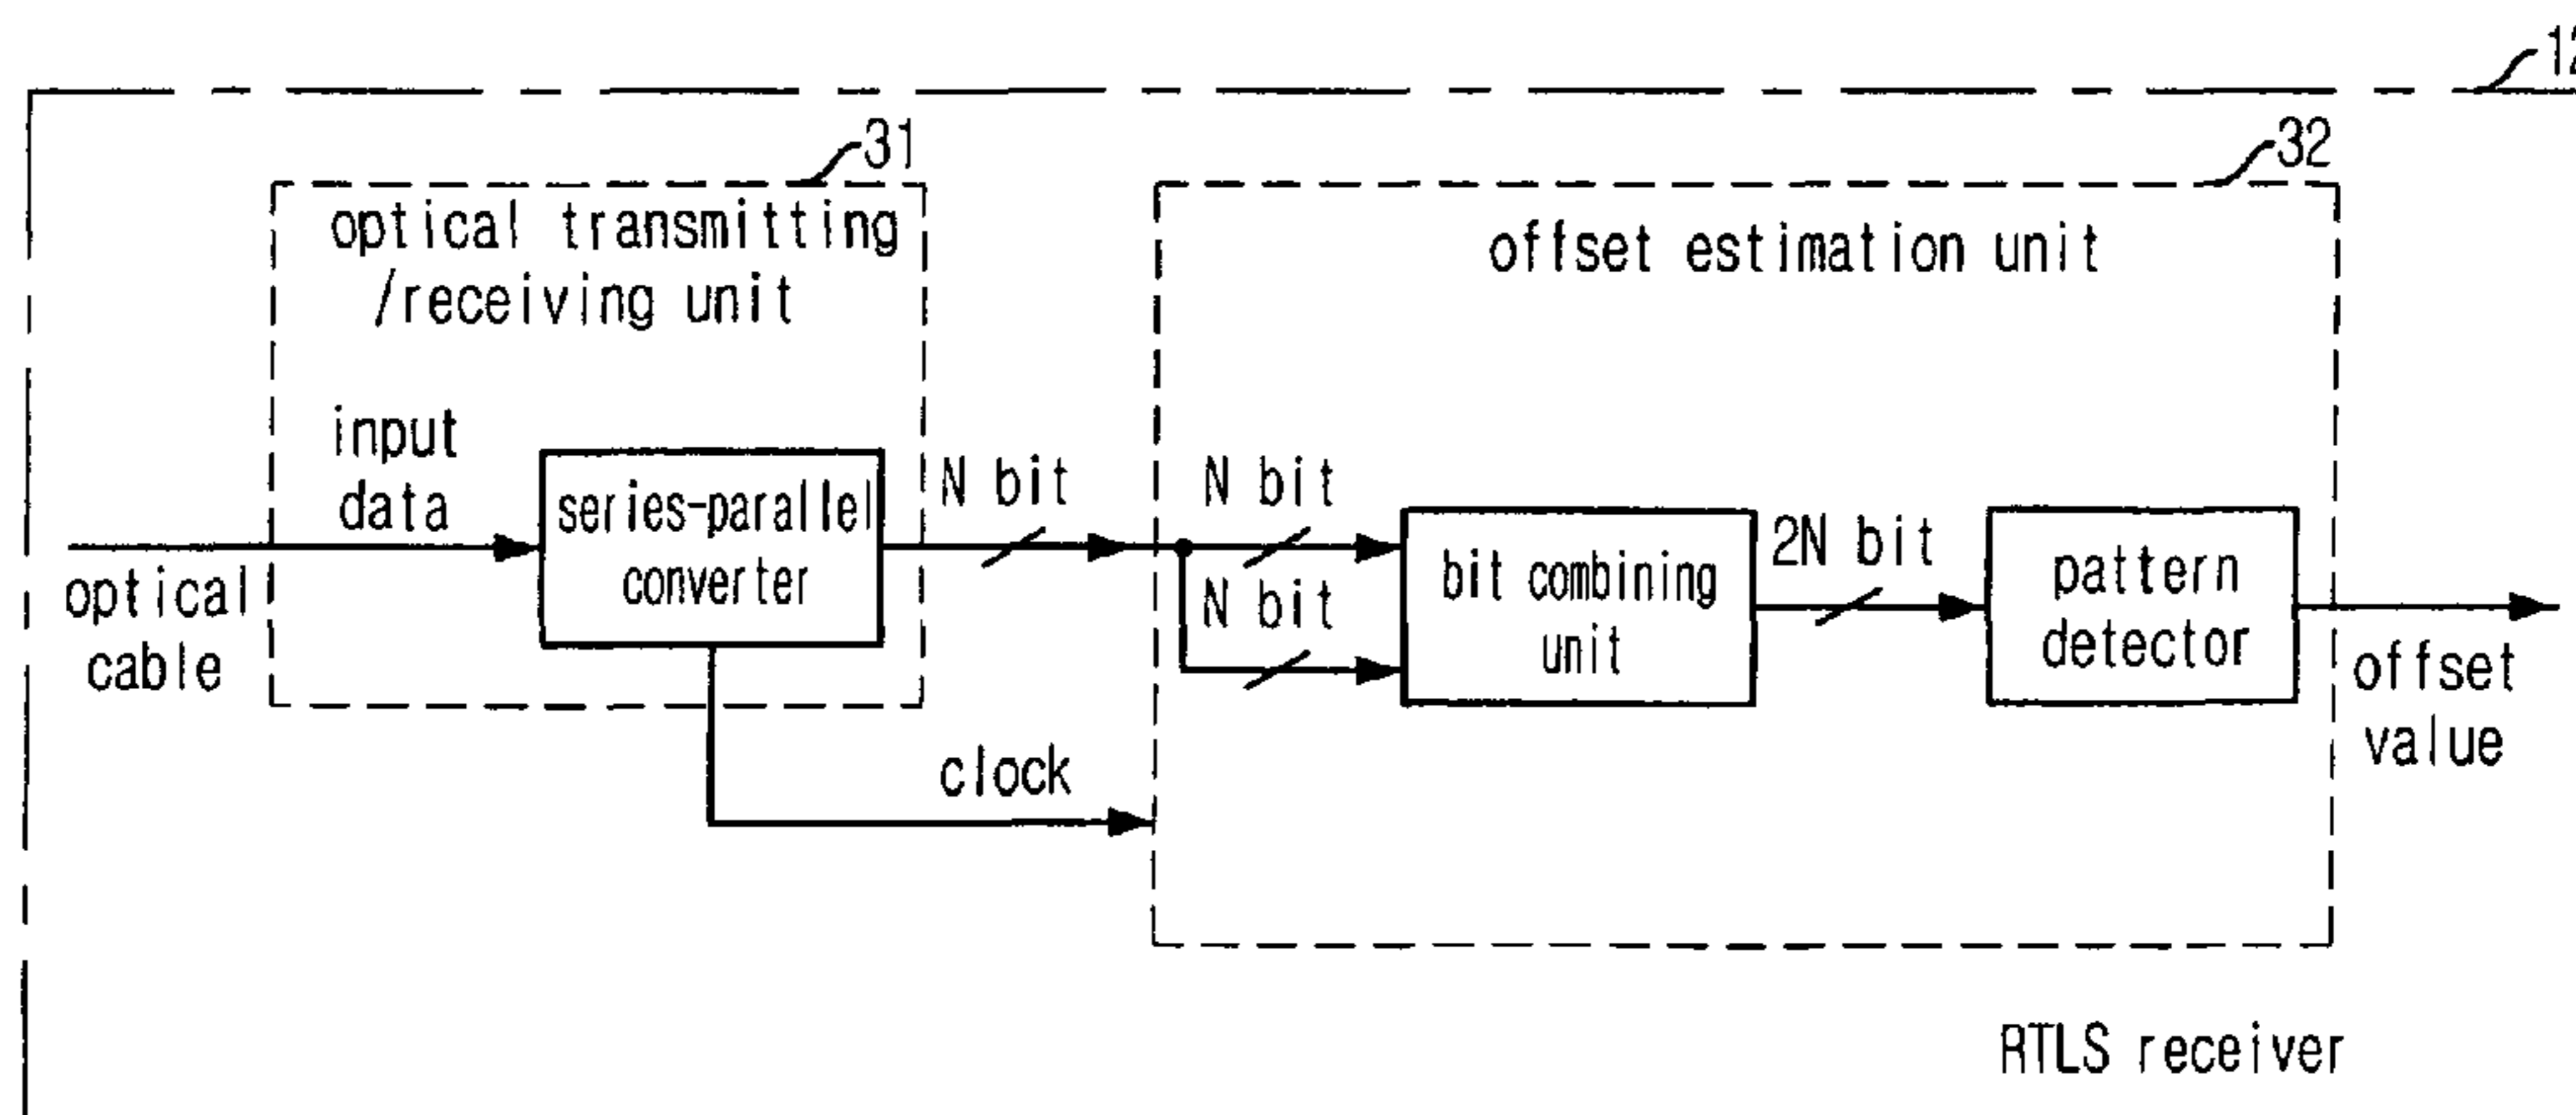 12
31
32
optical transmitting
/receiving unit
offset estimation unit
input
data
series-parallel
converter
N bit
N bit
N bit
bit combining
unit
2N bit
pattern
detector
optical
cable
offset
value
clock
RTLS receiver